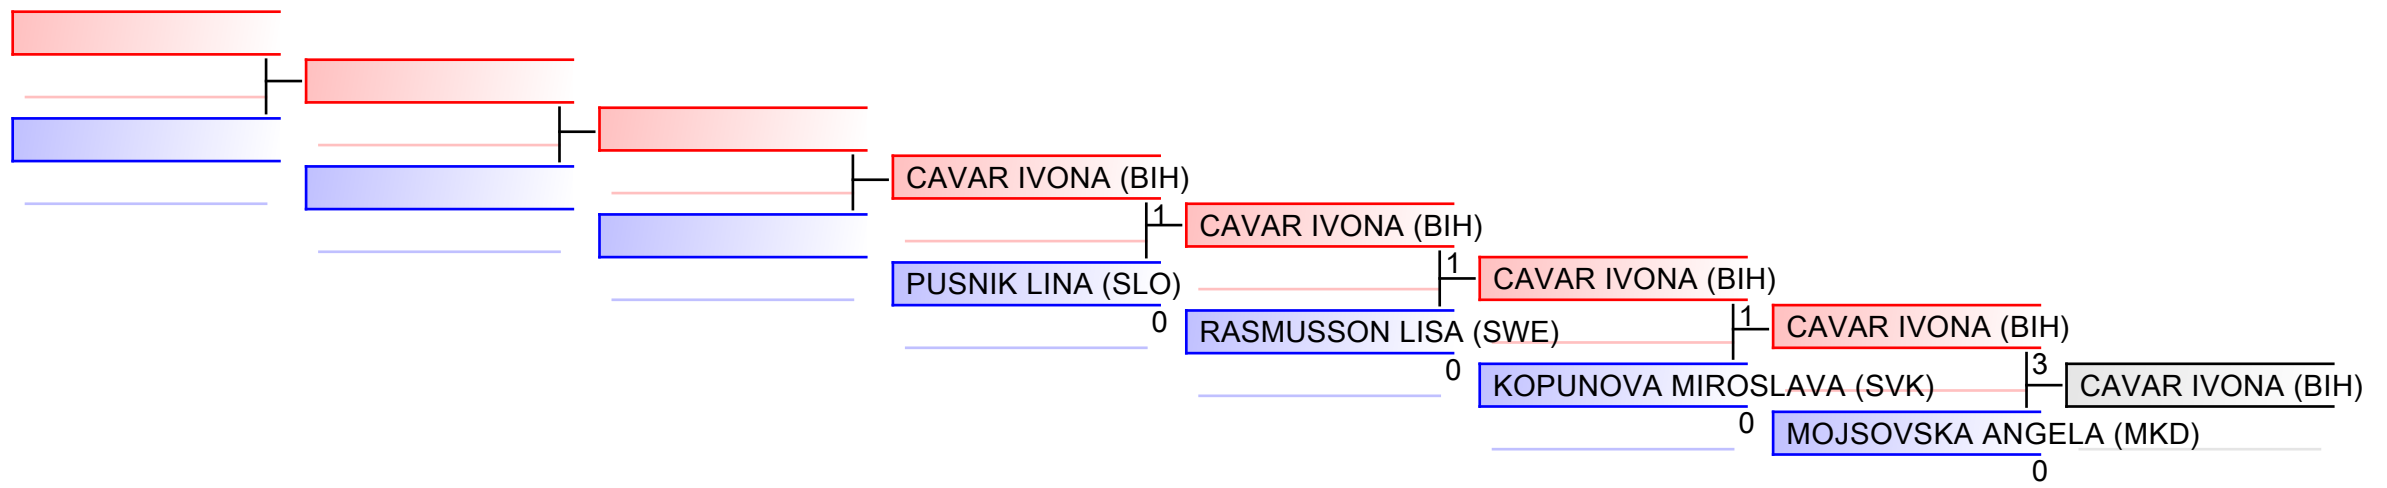 CAVAR IVONA (BIH)
1
PUSNIK LINA (SLO)
0
CAVAR IVONA (BIH)
1
RASMUSSON LISA (SWE)
0
CAVAR IVONA (BIH)
1
KOPUNOVA MIROSLAVA (SVK)
0
CAVAR IVONA (BIH)
3
MOJSOVSKA ANGELA (MKD)
0
CAVAR IVONA (BIH)